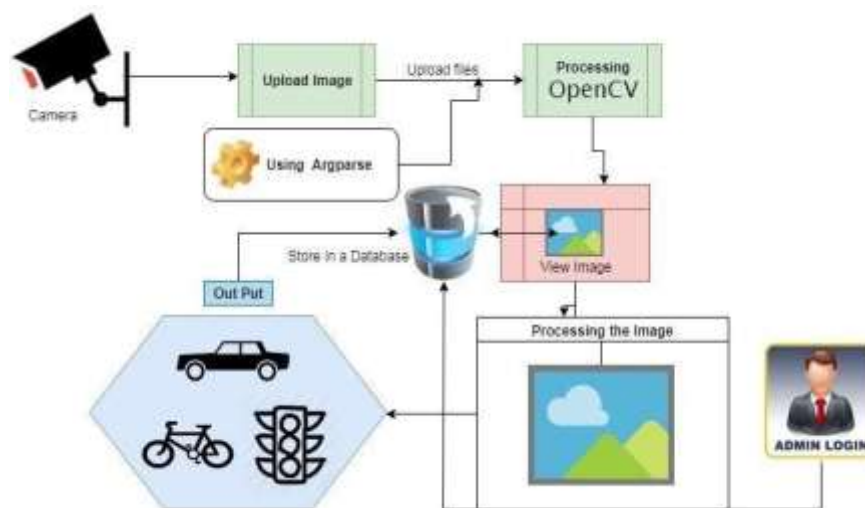 Camera
Upload Image
Upload files
Processing
OpenCV
Using Argparse
Store in a Database
View Image
Out Put
Processing the Image
ADMIN LOGIN